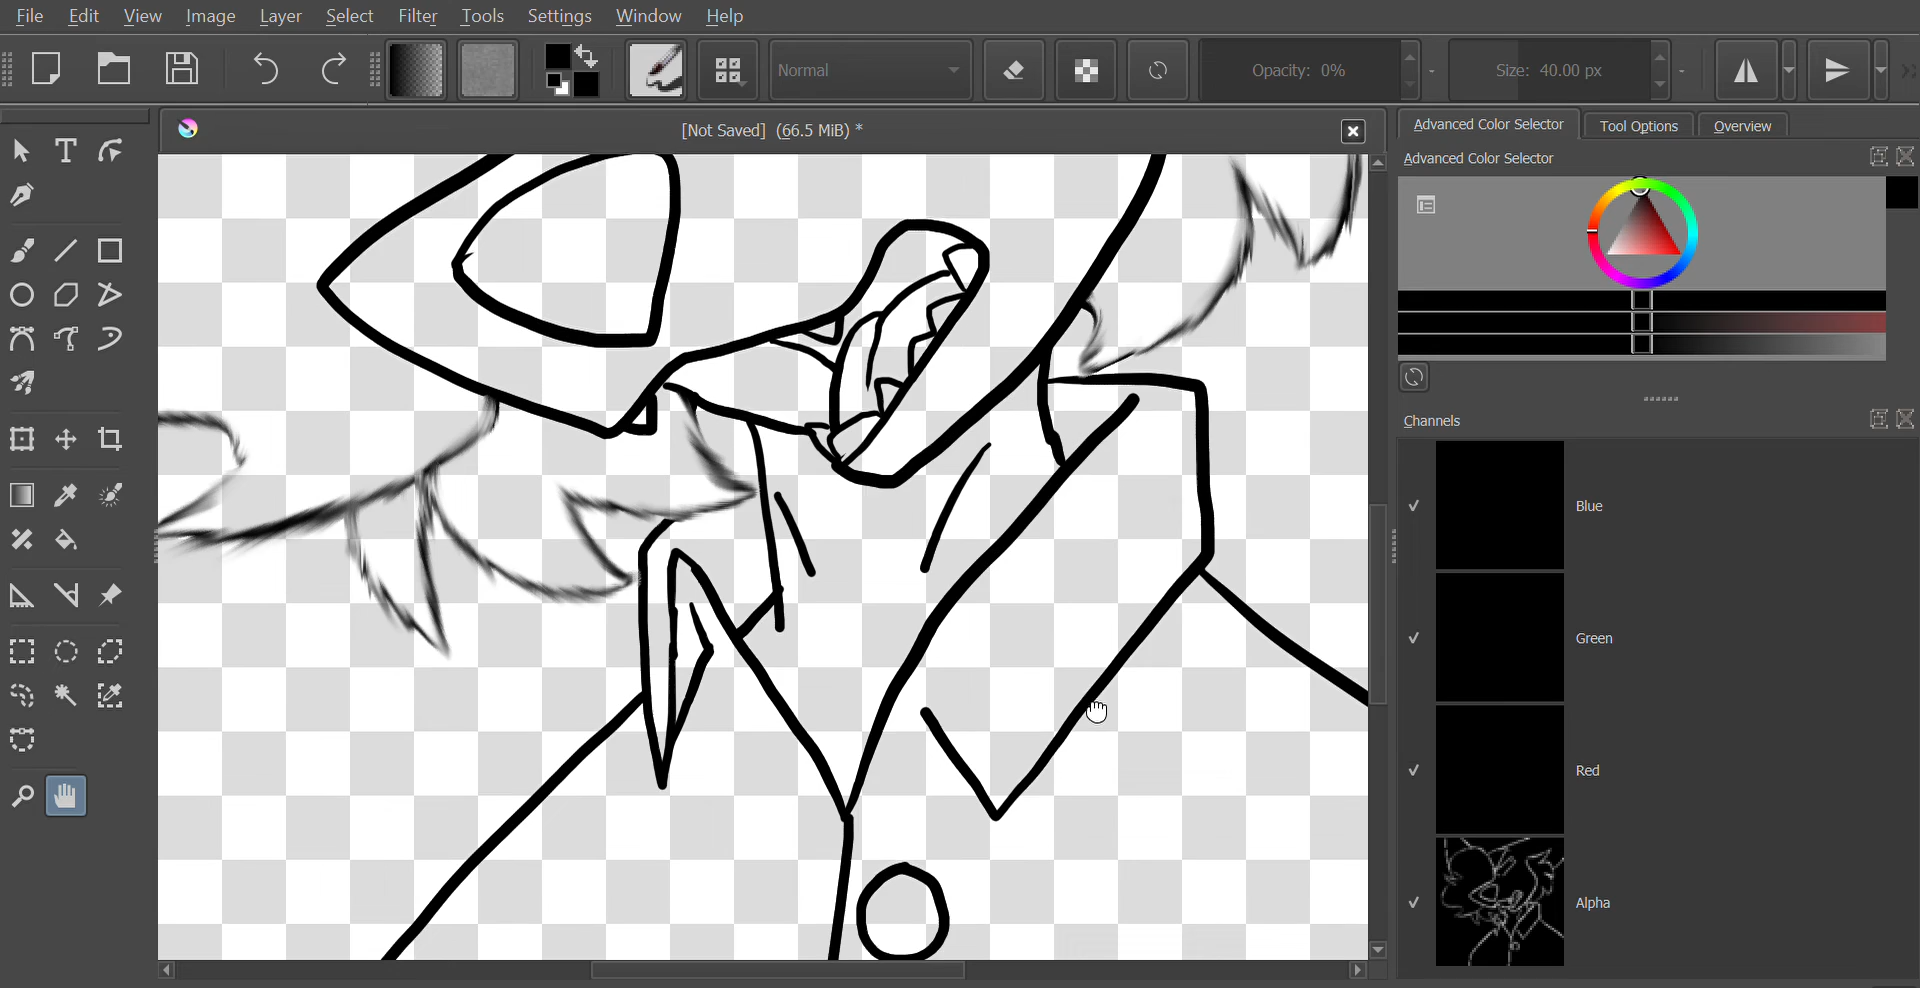 File Edit View Image Layer Select Filter Tools Settings Window Help
Normal Opacity: 0% Size: 40.00 px
[Not Saved] (66.5 MiB) *
Advanced Color Selector Tool Options Overview
Advanced Color Selector
Channels
Blue
Green
Red
Alpha